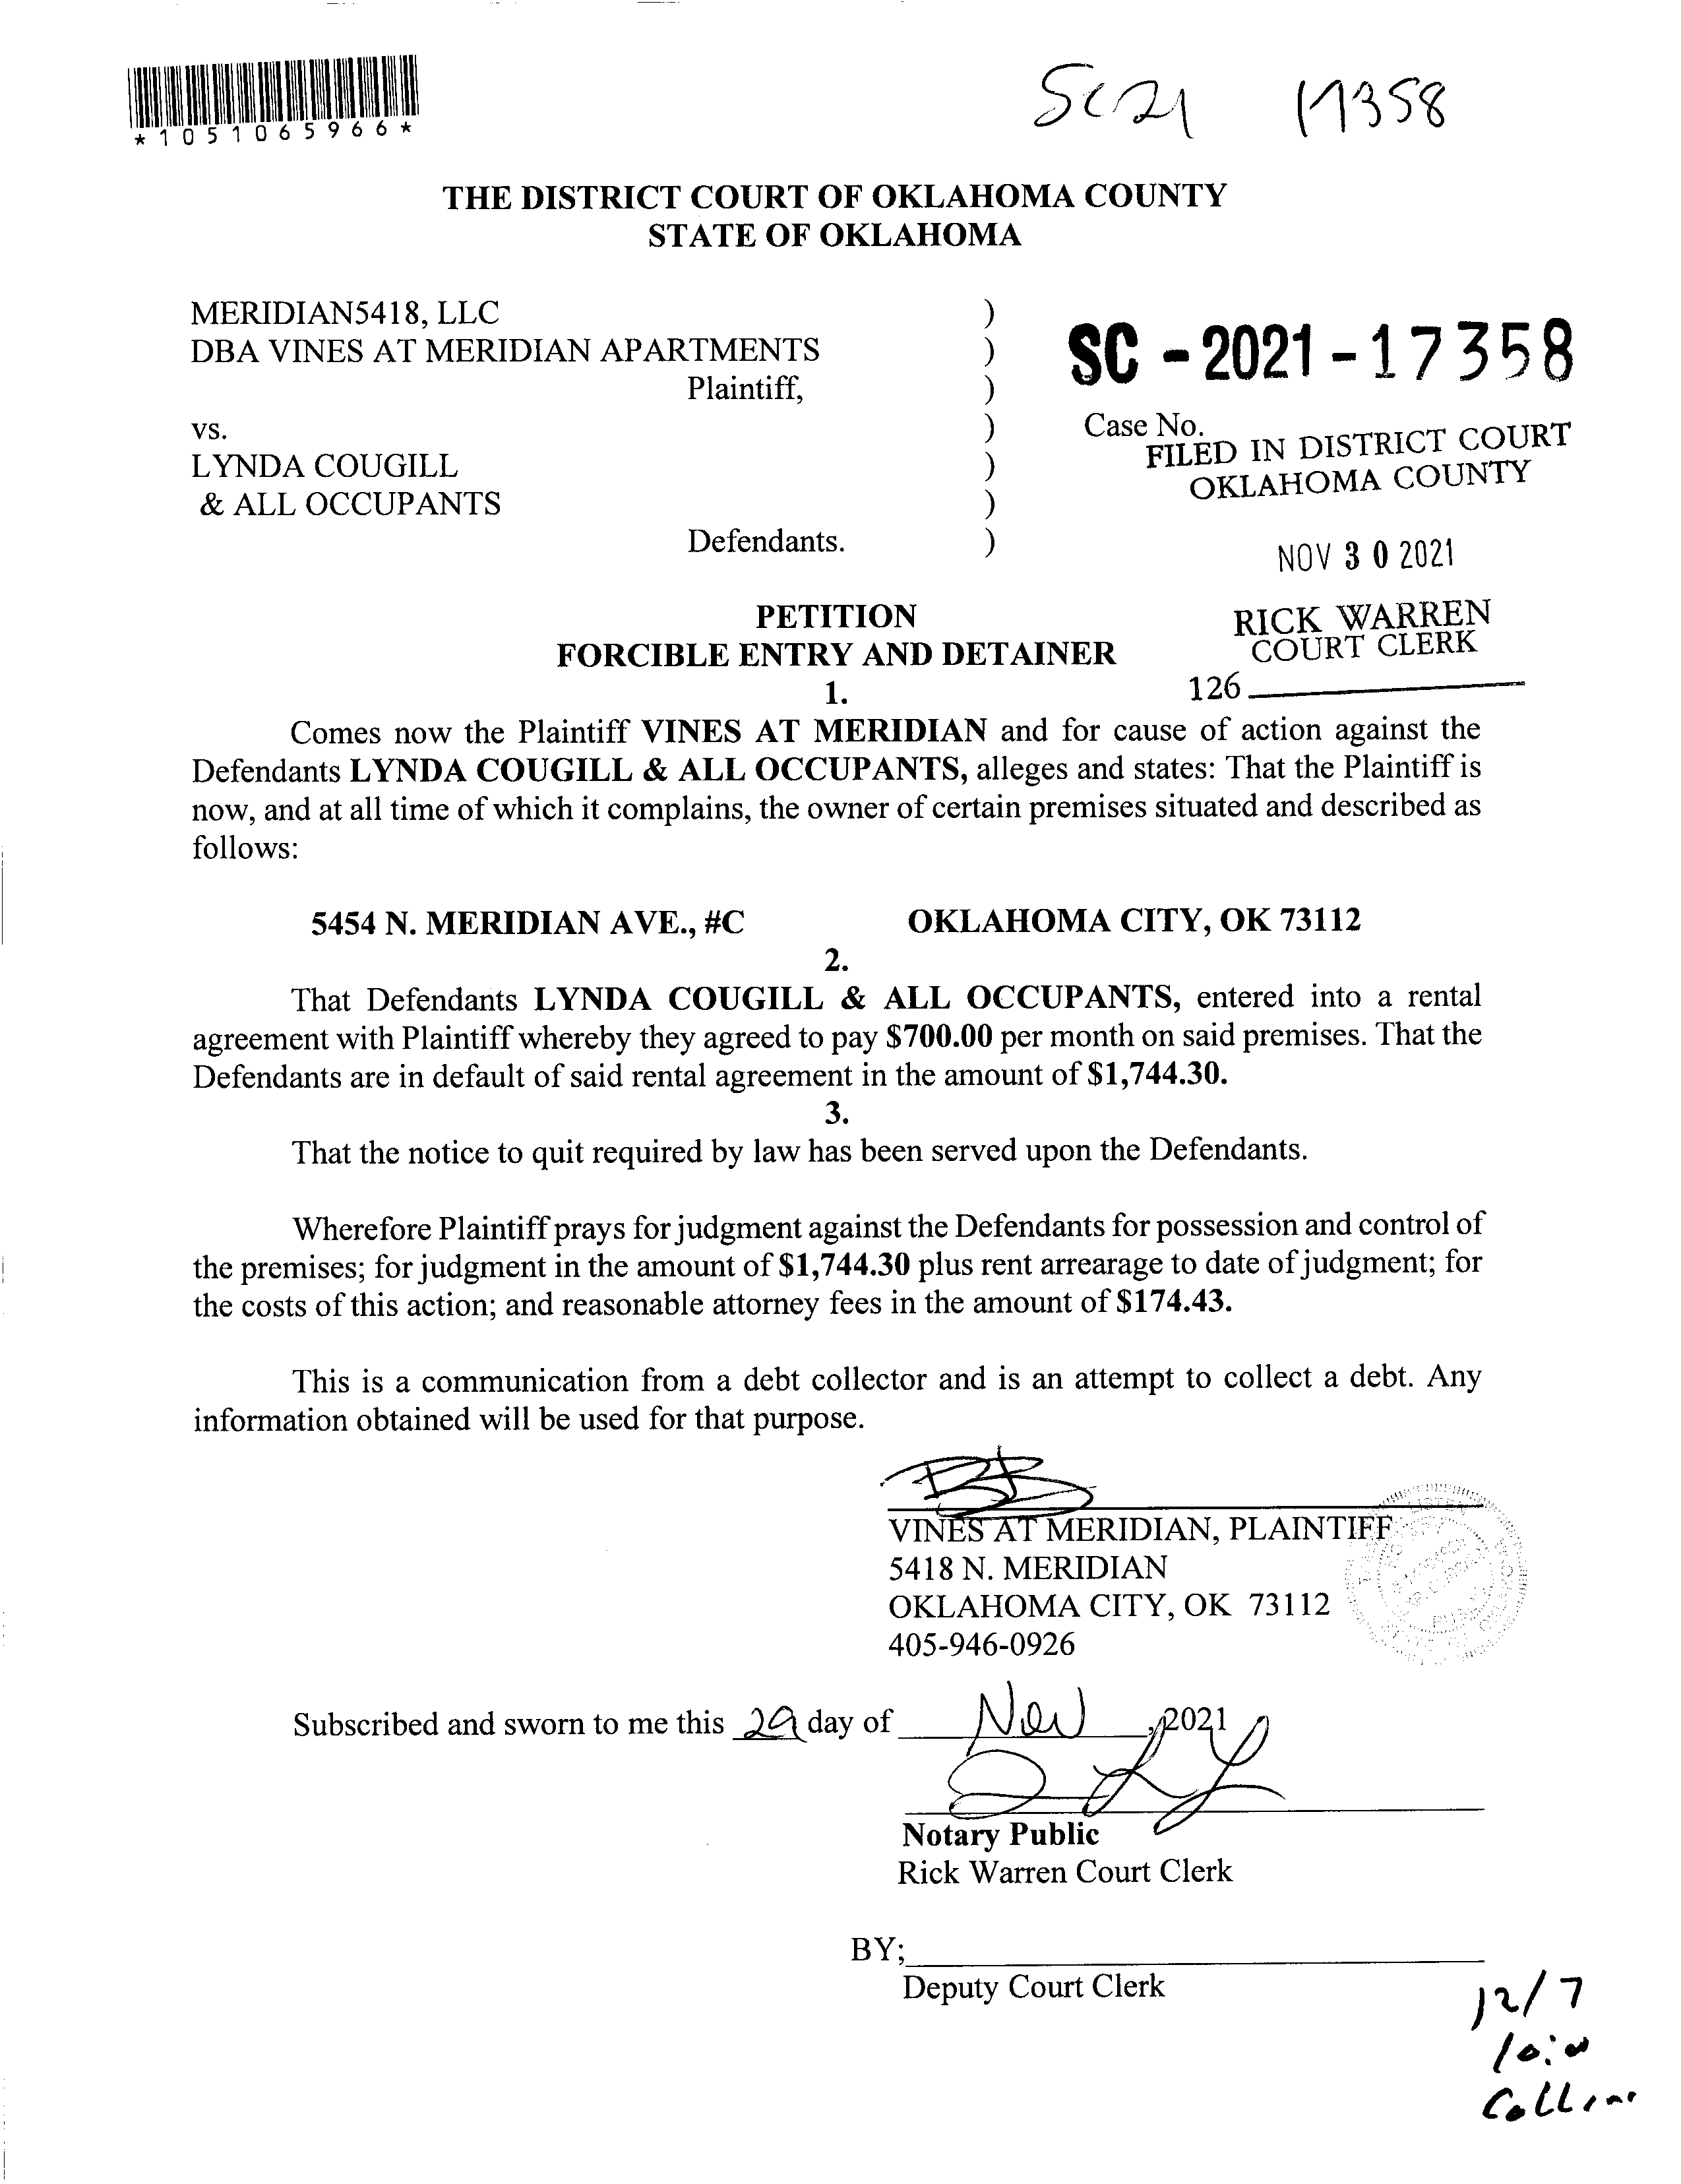 *1051065966*
SC21 17358
THE DISTRICT COURT OF OKLAHOMA COUNTY
STATE OF OKLAHOMA
MERIDIAN5418, LLC )
DBA VINES AT MERIDIAN APARTMENTS )
Plaintiff, )
SC - 2021 - 17358
vs. )
Case No.
LYNDA COUGILL )
& ALL OCCUPANTS )
Defendants. )
FILED IN DISTRICT COURT
OKLAHOMA COUNTY
NOV 30 2021
RICK WARREN
COURT CLERK
126
PETITION
FORCIBLE ENTRY AND DETAINER
1.
Comes now the Plaintiff VINES AT MERIDIAN and for cause of action against the
Defendants LYNDA COUGILL & ALL OCCUPANTS, alleges and states: That the Plaintiff is
now, and at all time of which it complains, the owner of certain premises situated and described as
follows:
5454 N. MERIDIAN AVE., #C OKLAHOMA CITY, OK 73112
2.
That Defendants LYNDA COUGILL & ALL OCCUPANTS, entered into a rental
agreement with Plaintiff whereby they agreed to pay $700.00 per month on said premises. That the
Defendants are in default of said rental agreement in the amount of $1,744.30.
3.
That the notice to quit required by law has been served upon the Defendants.
Wherefore Plaintiff prays for judgment against the Defendants for possession and control of
the premises; for judgment in the amount of $1,744.30 plus rent arrearage to date of judgment; for
the costs of this action; and reasonable attorney fees in the amount of $174.43.
This is a communication from a debt collector and is an attempt to collect a debt. Any
information obtained will be used for that purpose.
VINES AT MERIDIAN, PLAINTIFF
5418 N. MERIDIAN
OKLAHOMA CITY, OK 73112
405-946-0926
Subscribed and sworn to me this 29 day of Nov, 2021
Notary Public
Rick Warren Court Clerk
BY;
Deputy Court Clerk
12/7
10:00
Collins